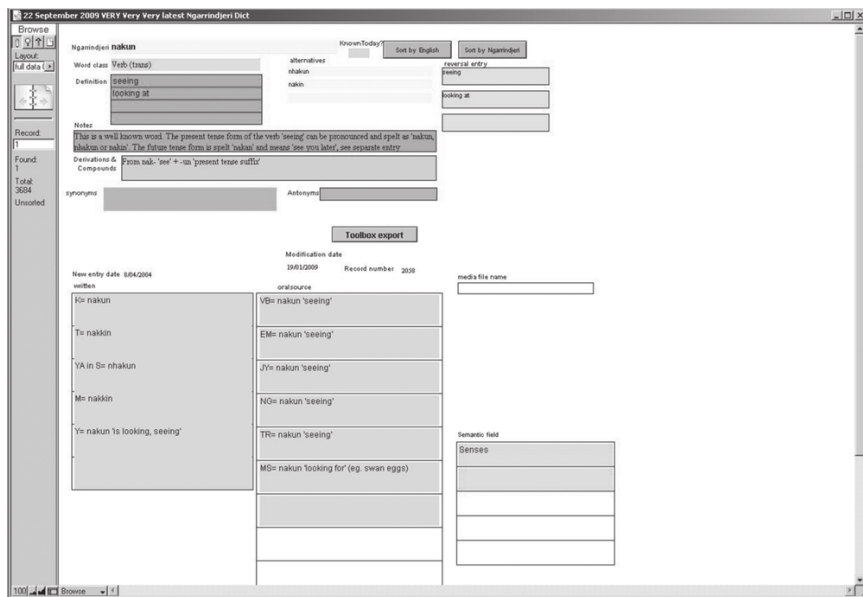 22 September 2009 VERY Very Very latest Ngarrindjeri Dict
Browse
Layout:
full data (
Record:
1
Found:
1
Total:
3684
Unsorted
Ngarrindjeri nakun
KnownToday?
Sort by English
Sort by Ngarrindjeri
Word class Verb (trans)
alternatives
nhakun
nakin
reversal entry
seeing
looking at
Definition seeing
looking at
Notes
This is a well known word. The present tense form of the verb 'seeing' can be pronounced and spelt as 'nakun,
nhakun or nakin'. The future tense form is spelt 'nakan' and means 'see you later', see separate entry
Derivations & Compounds
From nak- 'see' + -un 'present tense suffix'
synonyms
Antonyms
Toolbox export
Modification date
19/01/2009
Record number 2058
New entry date 8/04/2004
media file name
written
K= nakun
T= nakkin
YA in S= nhakun
M= nakkin
Y= nakun 'is looking, seeing'
oralsource
VB= nakun 'seeing'
EM= nakun 'seeing'
JY= nakun 'seeing'
NG= nakun 'seeing'
TR= nakun 'seeing'
MS= nakun 'looking for' (eg. swan eggs)
Semantic field
Senses
100
Browse